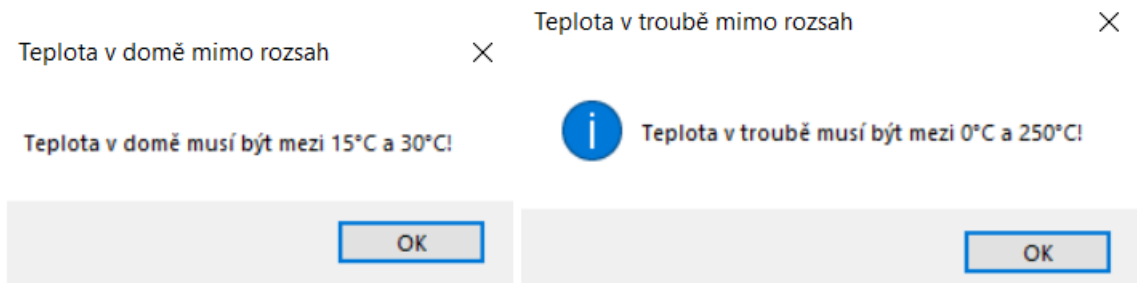 Teplota v domě mimo rozsah
Teplota v domě musí být mezi 15°C a 30°C!
OK
Teplota v troubě mimo rozsah
Teplota v troubě musí být mezi 0°C a 250°C!
OK